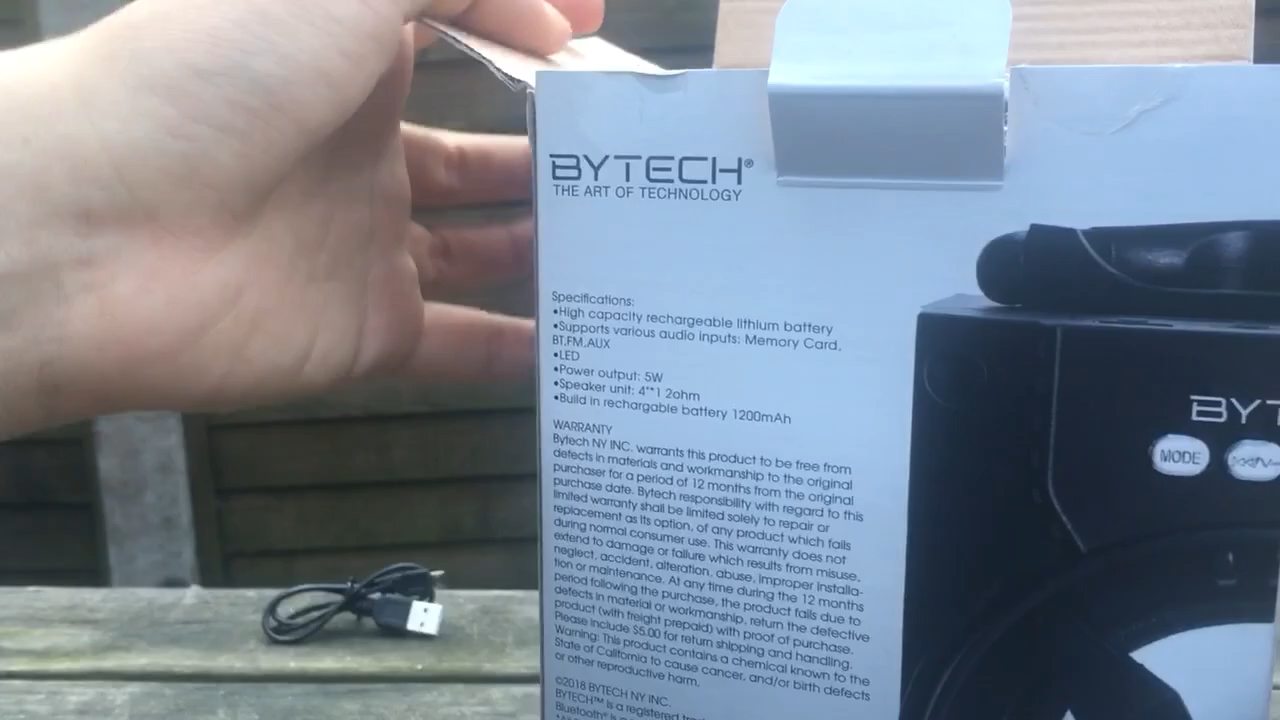 BYTECH®
THE ART OF TECHNOLOGY
Specifications:
•High capacity rechargeable lithium battery
•Supports various audio inputs: Memory Card,
BT,FM,AUX
•LED
•Power output: 5W
•Speaker unit: 4"*1 2ohm
•Build in rechargable battery 1200mAh
WARRANTY
Bytech NY INC. warrants this product to be free from
defects in materials and workmanship to the original
purchaser for a period of 12 months from the original
purchase date. Bytech responsibility with regard to this
limited warranty shall be limited solely to repair or
replacement as its option, of any product which fails
during normal consumer use. This warranty does not
extend to damage or failure which results from misuse,
neglect, accident, alteration, abuse, improper installa-
tion or maintenance. At any time during the 12 months
period following the purchase, the product fails due to
defects in material or workmanship, return the defective
product (with freight prepaid) with proof of purchase.
Please include $5.00 for return shipping and handling.
Warning: This product contains a chemical known to the
State of California to cause cancer, and/or birth defects
or other reproductive harm.
©2018 BYTECH NY INC.
BYTECH™ is a registered
Bluetooth® is
BYT
MODE